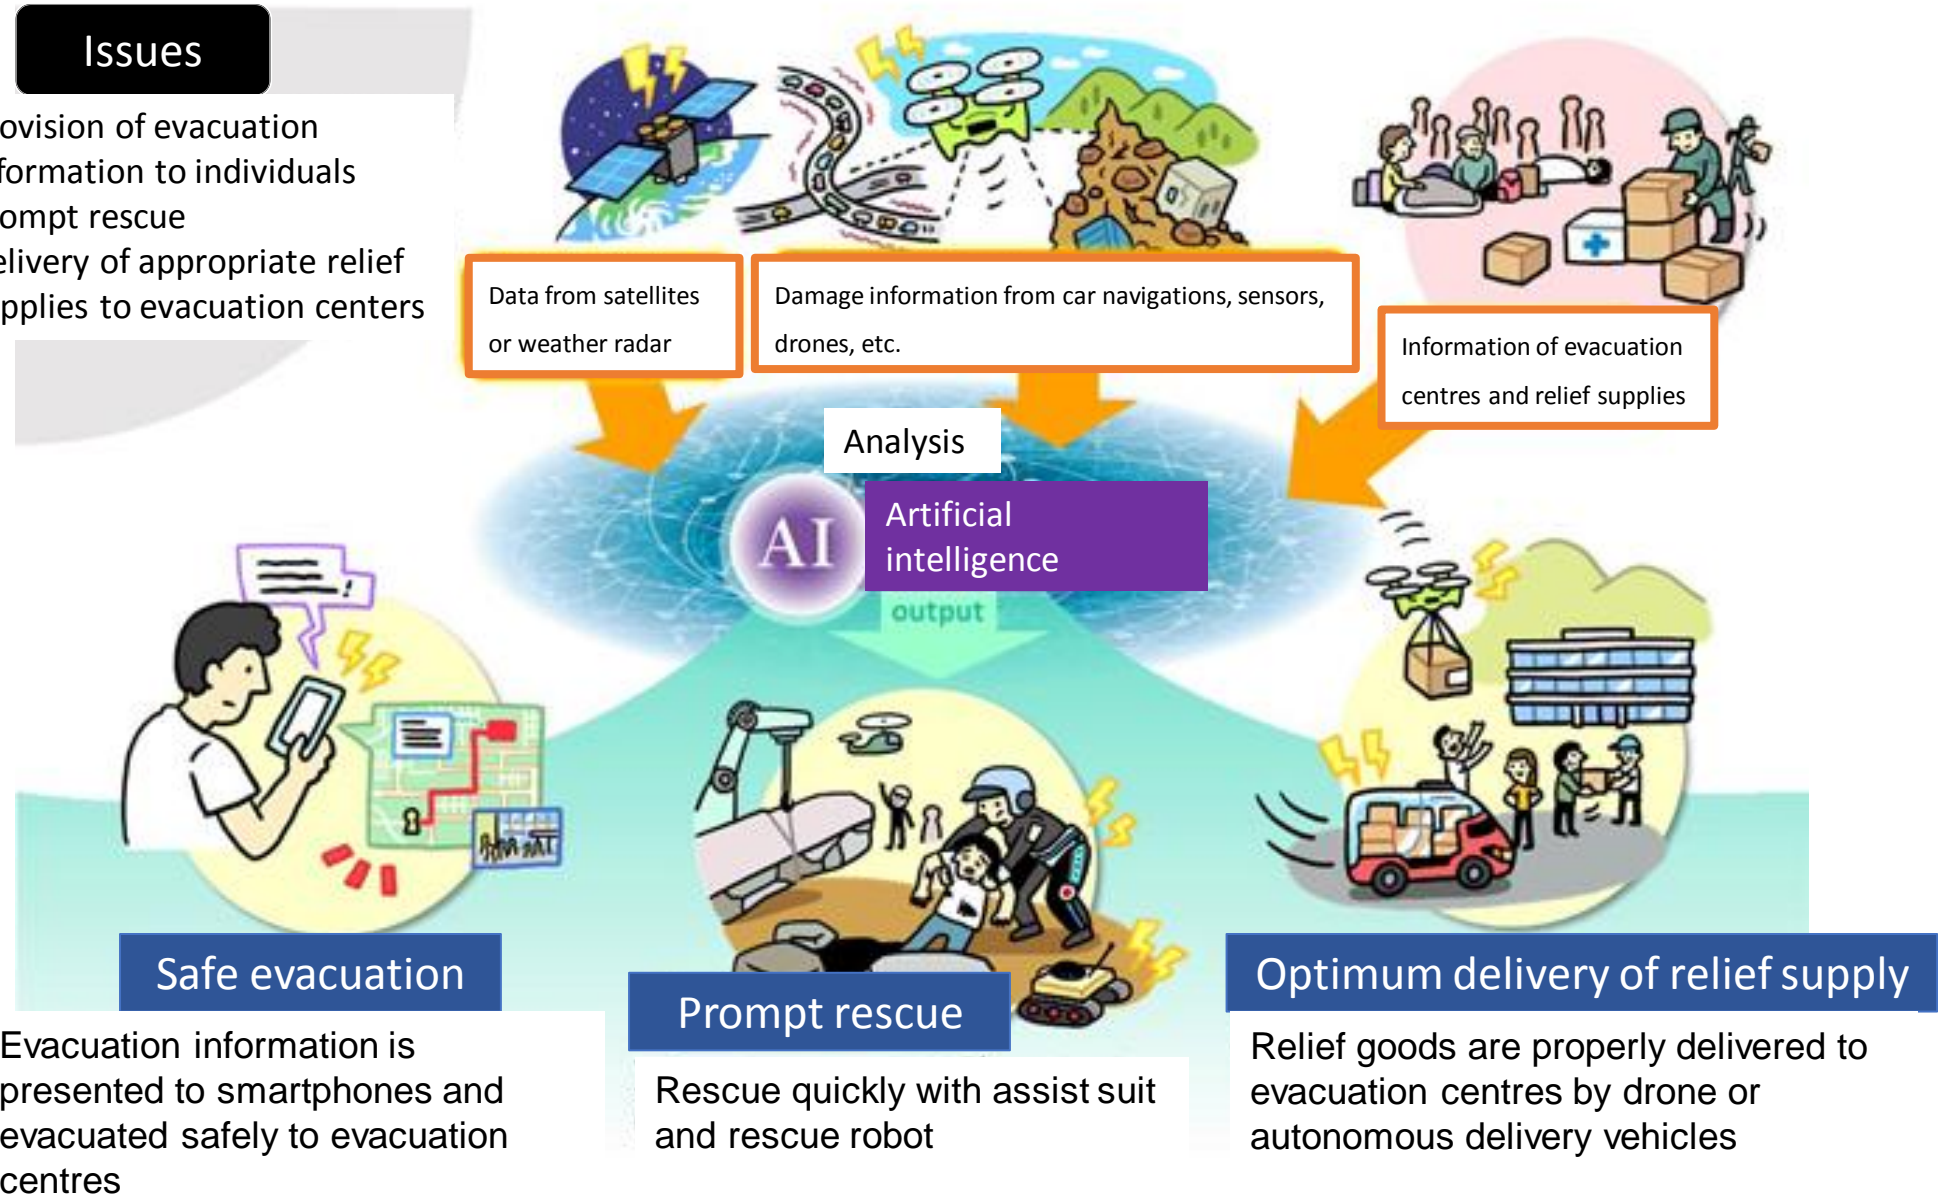 Issues
ovision of evacuation
formation to individuals
ompt rescue
elivery of appropriate relief
pplies to evacuation centers
Data from satellites
or weather radar
Damage information from car navigations, sensors,
drones, etc.
Information of evacuation
centres and relief supplies
Analysis
AI
Artificial
intelligence
output
Safe evacuation
Evacuation information is
presented to smartphones and
evacuated safely to evacuation
centres
Prompt rescue
Rescue quickly with assist suit
and rescue robot
Optimum delivery of relief supply
Relief goods are properly delivered to
evacuation centres by drone or
autonomous delivery vehicles